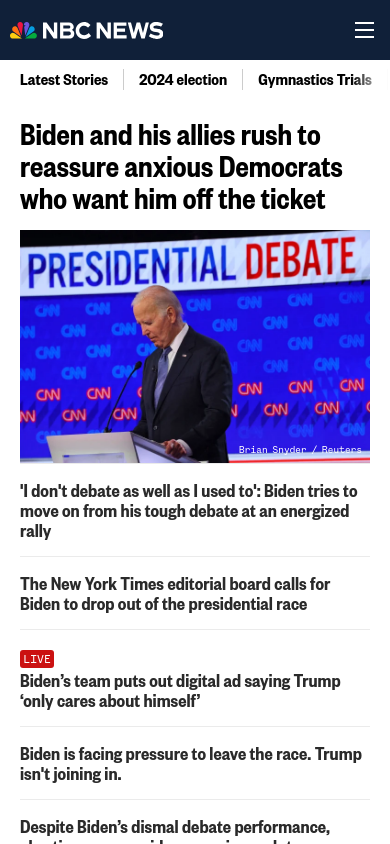 NBC NEWS
Latest Stories
2024 election
Gymnastics Trials
Biden and his allies rush to
reassure anxious Democrats
who want him off the ticket
PRESIDENTIAL DEBATE
CNN CNN CNN CNN CNN
CNN CNN CNN CNN
Brian Snyder / Reuters
'I don't debate as well as I used to': Biden tries to
move on from his tough debate at an energized
rally
The New York Times editorial board calls for
Biden to drop out of the presidential race
LIVE
Biden’s team puts out digital ad saying Trump
‘only cares about himself’
Biden is facing pressure to leave the race. Trump
isn't joining in.
Despite Biden’s dismal debate performance,